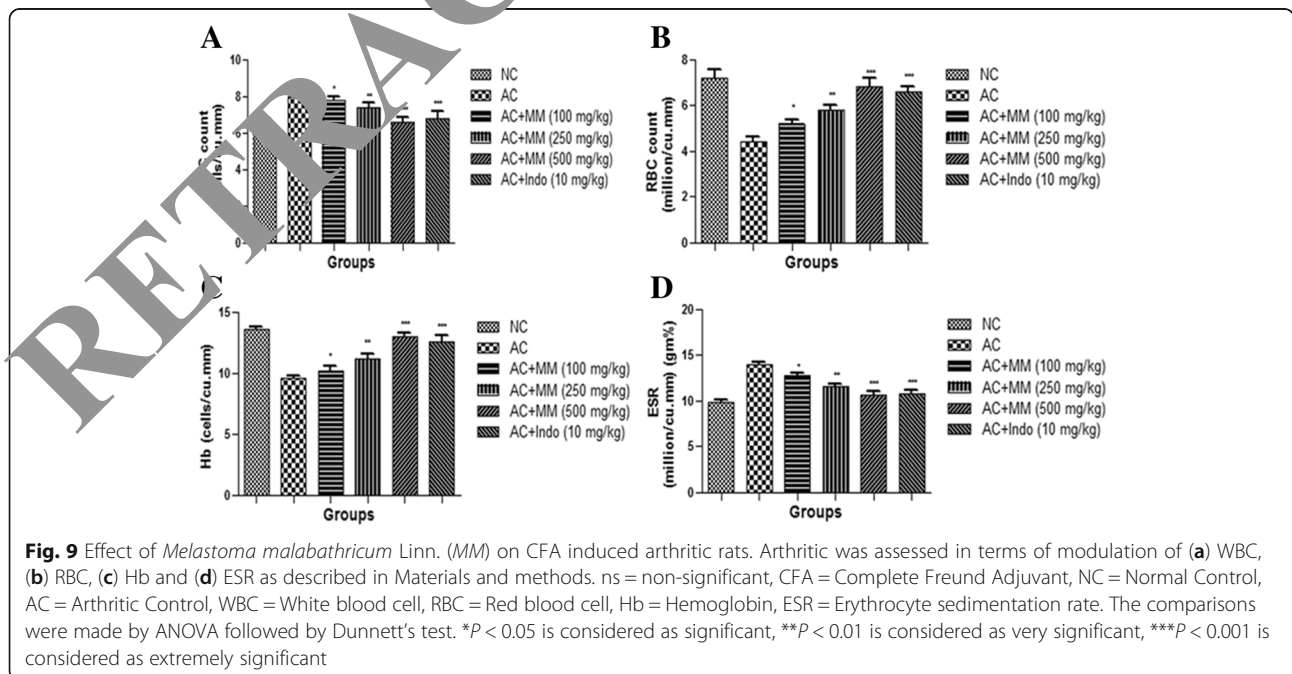 RETRAC
A
10
8
6
4
0
count
Groups
*
**
***
NC
AC
AC+MM (100 mg/kg)
AC+MM (250 mg/kg)
AC+MM (500 mg/kg)
AC+Indo (10 mg/kg)
B
RBC count
(million/cu.mm)
8
6
4
2
0
Groups
*
**
***
***
NC
AC
AC+MM (100 mg/kg)
AC+MM (250 mg/kg)
AC+MM (500 mg/kg)
AC+Indo (10 mg/kg)
C
Hb (cells/cu.mm)
15
10
5
0
Groups
*
**
***
***
NC
AC
AC+MM (100 mg/kg)
AC+MM (250 mg/kg)
AC+MM (500 mg/kg)
AC+Indo (10 mg/kg)
D
ESR
(million/cu.mm) (gm%)
20
15
10
5
0
Groups
*
**
***
***
NC
AC
AC+MM (100 mg/kg)
AC+MM (250 mg/kg)
AC+MM (500 mg/kg)
AC+Indo (10 mg/kg)
Fig. 9 Effect of Melastoma malabathricum Linn. (MM) on CFA induced arthritic rats. Arthritic was assessed in terms of modulation of (a) WBC,
(b) RBC, (c) Hb and (d) ESR as described in Materials and methods. ns = non-significant, CFA = Complete Freund Adjuvant, NC = Normal Control,
AC = Arthritic Control, WBC = White blood cell, RBC = Red blood cell, Hb = Hemoglobin, ESR = Erythrocyte sedimentation rate. The comparisons
were made by ANOVA followed by Dunnett's test. *P < 0.05 is considered as significant, **P < 0.01 is considered as very significant, ***P < 0.001 is
considered as extremely significant